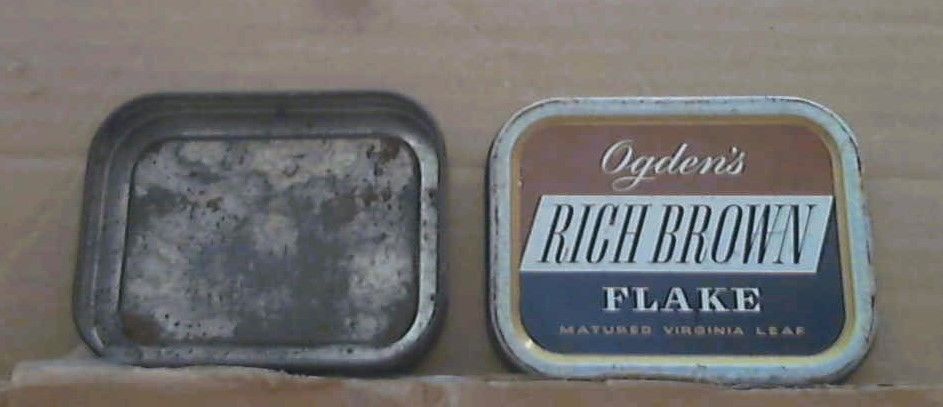 Ogden's
RICH BROWN
FLAKE
MATURED VIRGINIA LEAF